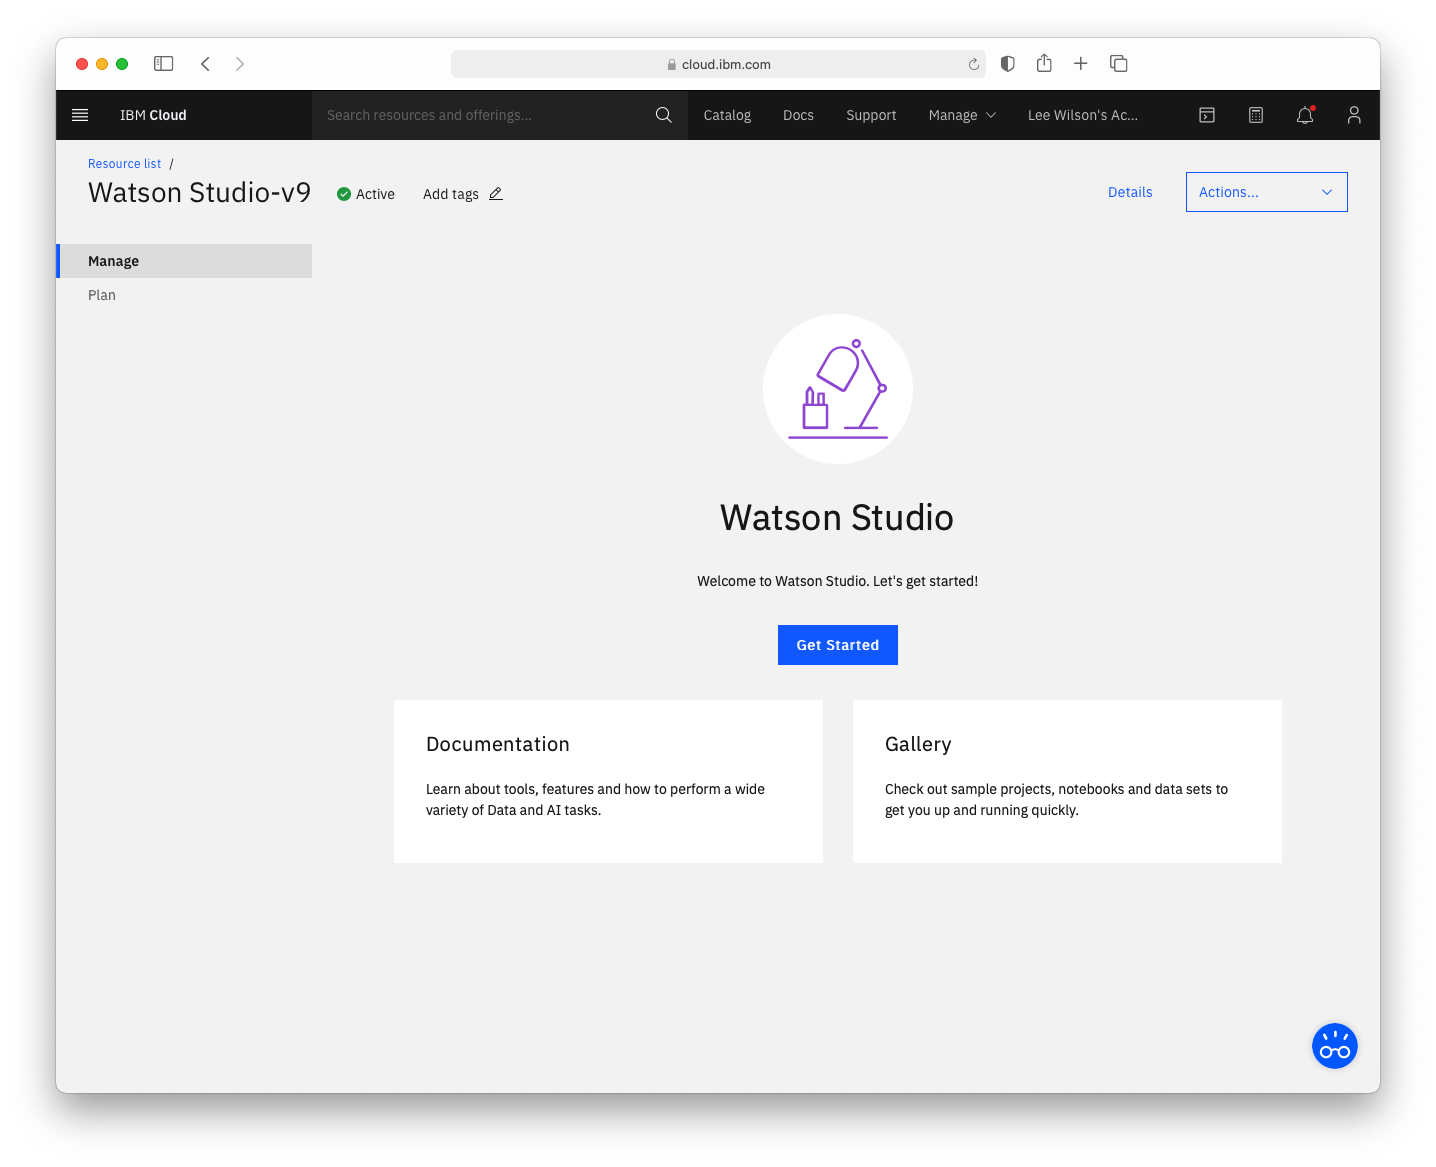 cloud.ibm.com
IBM Cloud
Search resources and offerings...
Catalog
Docs
Support
Manage
Lee Wilson's Ac...
Resource list /
Watson Studio-v9
Active
Add tags
Details
Actions...
Manage
Plan
Watson Studio
Welcome to Watson Studio. Let's get started!
Get Started
Documentation
Learn about tools, features and how to perform a wide
variety of Data and AI tasks.
Gallery
Check out sample projects, notebooks and data sets to
get you up and running quickly.